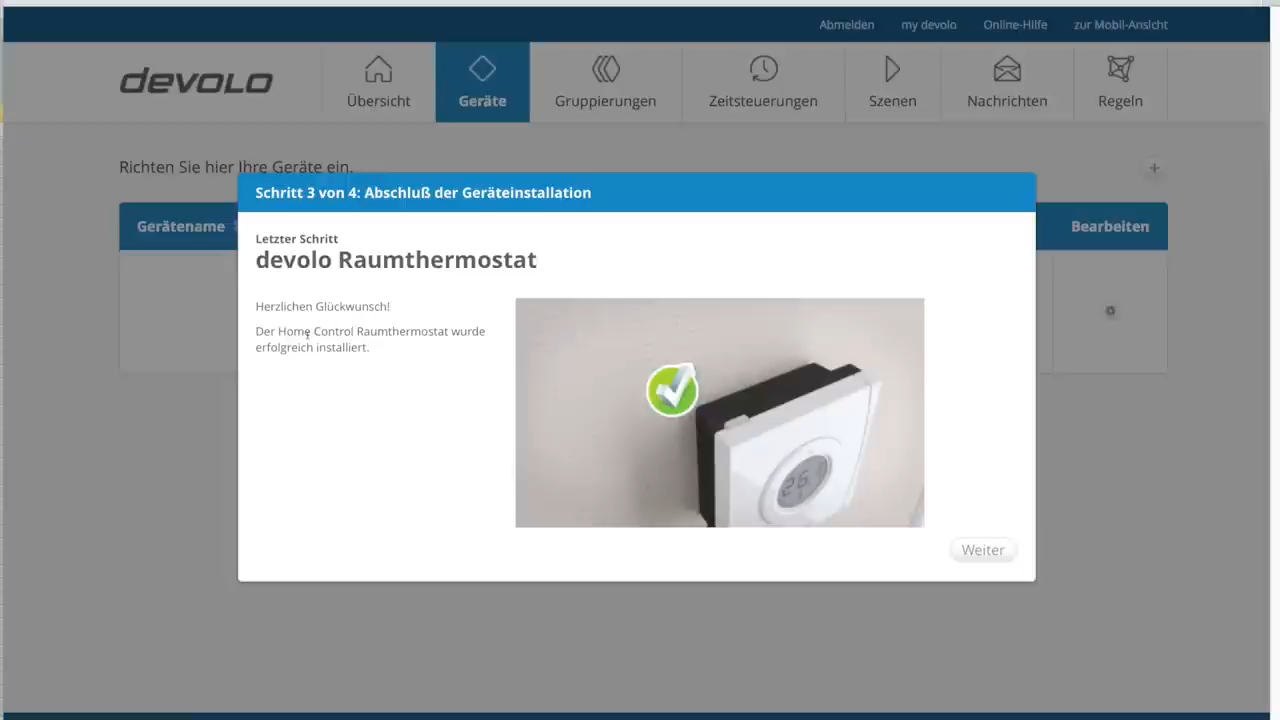 Abmelden my devolo Online-Hilfe zur Mobil-Ansicht
devolo
Übersicht Geräte Gruppierungen Zeitsteuerungen Szenen Nachrichten Regeln
Richten Sie hier Ihre Geräte ein.
Gerätename Bearbeiten
Schritt 3 von 4: Abschluß der Geräteinstallation
Letzter Schritt
devolo Raumthermostat
Herzlichen Glückwunsch!
Der Home Control Raumthermostat wurde
erfolgreich installiert.
Weiter